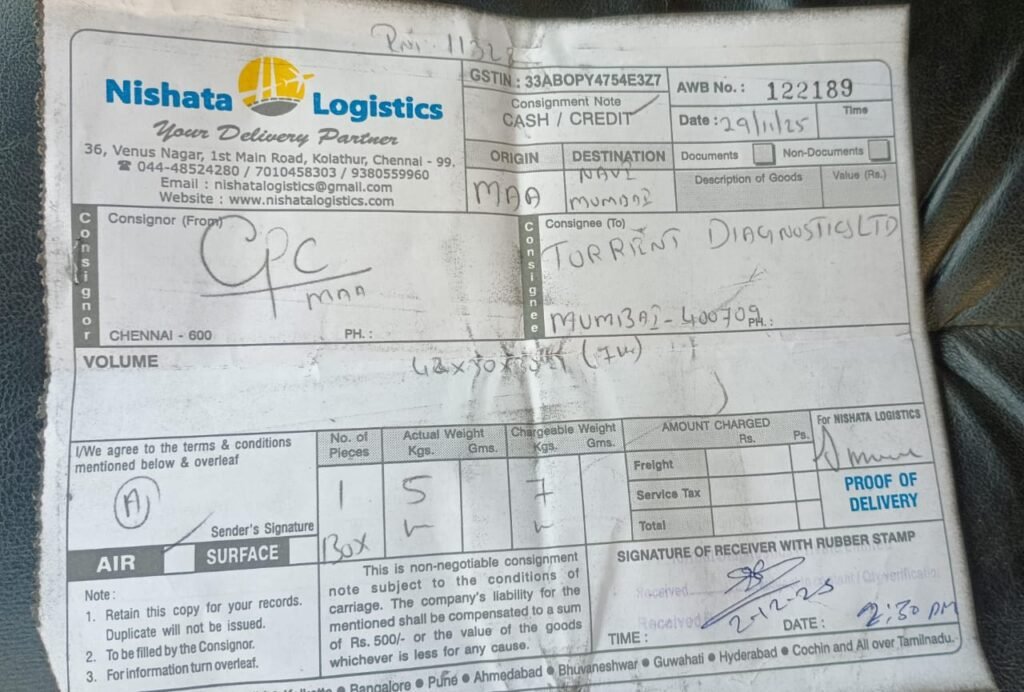 11328
Nishata Logistics
Your Delivery Partner
36, Venus Nagar, 1st Main Road, Kolathur, Chennai - 99.
☎ 044-48524280 / 7010458303 / 9380559960
Email : nishatalogistics@gmail.com
Website : www.nishatalogistics.com
GSTIN : 33ABOPY4754E3Z7
Consignment Note
CASH / CREDIT
AWB No. : 122189
Date : 29/11/25
Time
ORIGIN
MAA
DESTINATION
NAVI
MUMBAI
Documents
Non-Documents
Description of Goods
Value (Rs.)
Consignor
Consignor (From)
CPC
MAA
CHENNAI - 600
PH. :
Consignee
Consignee (To)
TORRENT DIAGNOSTICS LTD
MUMBAI - 400709
PH. :
VOLUME
I/We agree to the terms & conditions
mentioned below & overleaf
A
Sender's Signature
AIR
SURFACE
No. of
Pieces
1
BOX
Actual Weight
Kgs. Gms.
5
Chargeable Weight
Kgs. Gms.
7
AMOUNT CHARGED
Rs. Ps.
Freight
Service Tax
Total
For NISHATA LOGISTICS
PROOF OF
DELIVERY
Note :
1. Retain this copy for your records.
Duplicate will not be issued.
2. To be filled by the Consignor.
3. For information turn overleaf.
This is non-negotiable consignment
note subject to the conditions of
carriage. The company's liability for the
mentioned shall be compensated to a sum
of Rs. 500/- or the value of the goods
whichever is less for any cause.
SIGNATURE OF RECEIVER WITH RUBBER STAMP
Received
Received
2-12-25
2:30 PM
TIME :
DATE :
● Bangalore ● Pune ● Ahmedabad ● Bhuvaneshwar ● Guwahati ● Hyderabad ● Cochin and All over Tamilnadu.